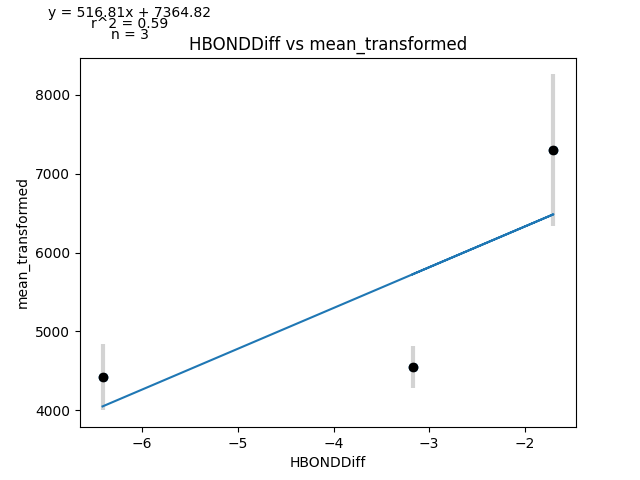 y = 516.81x + 7364.82
r^2 = 0.59
n = 3
HBONDDiff vs mean_transformed
8000
7000
6000
5000
4000
mean_transformed
−6
−5
−4
−3
−2
HBONDDiff